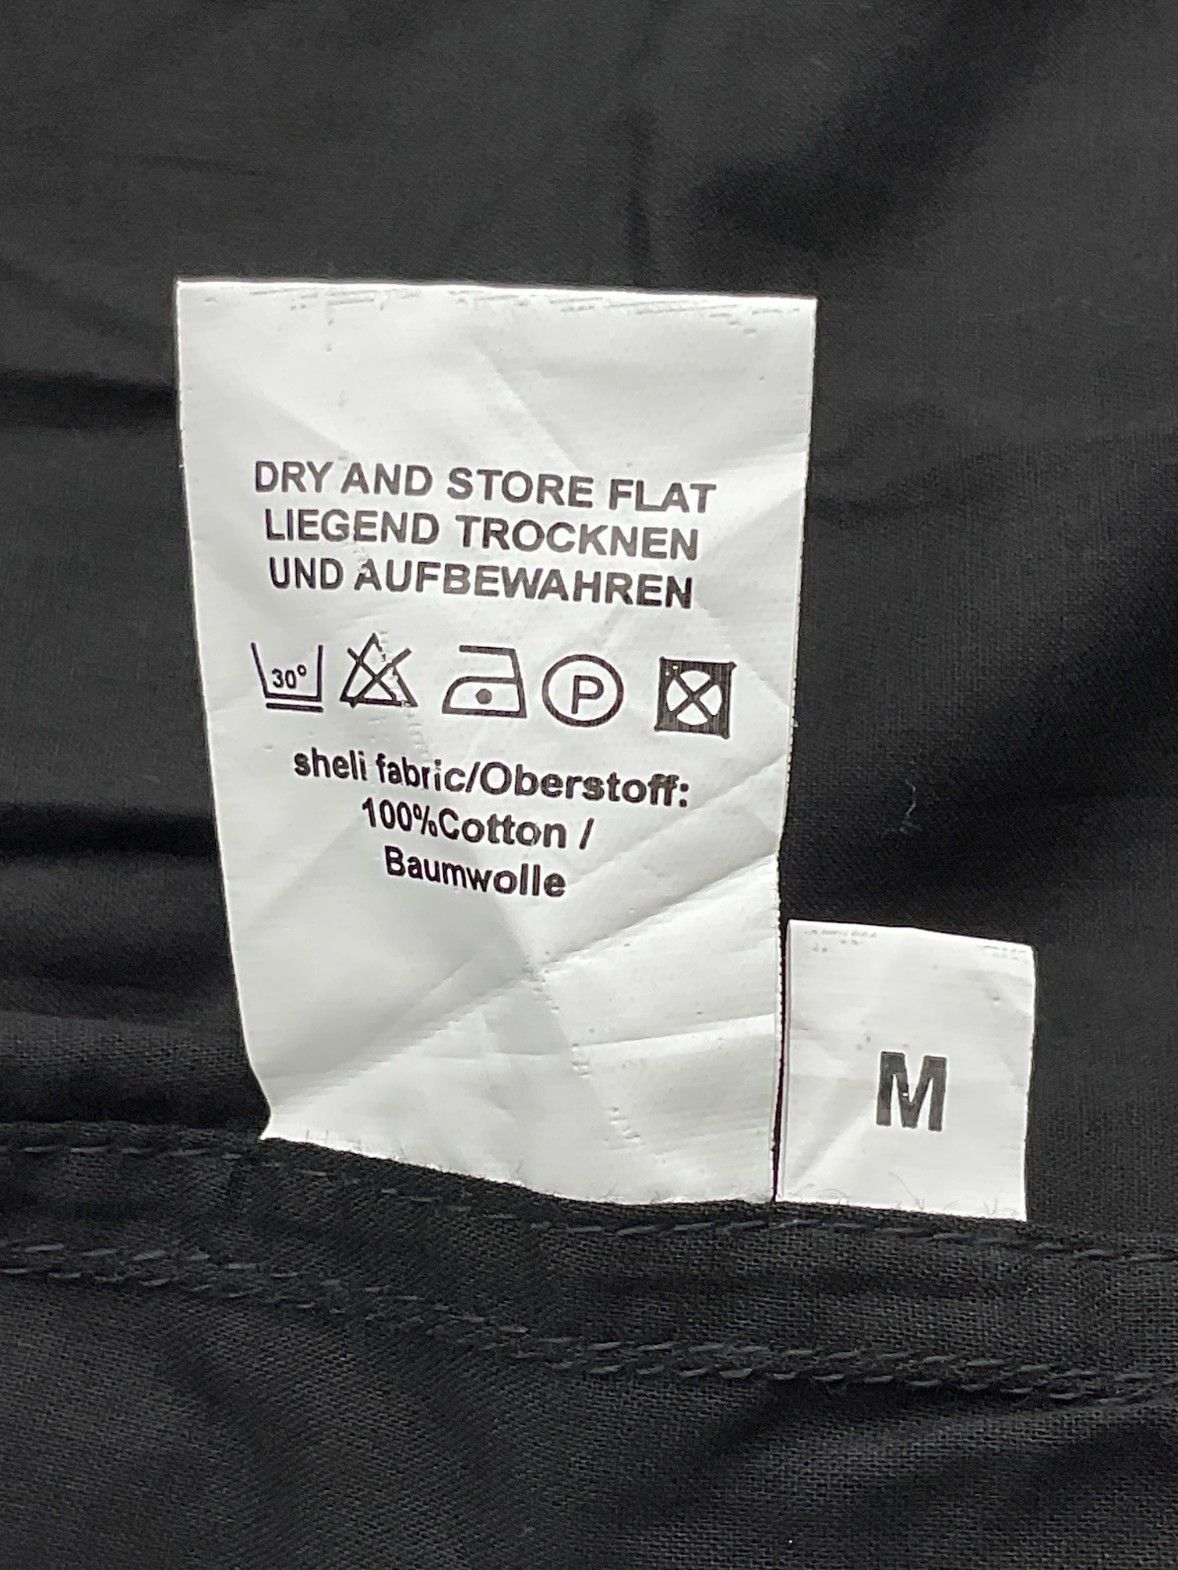 DRY AND STORE FLAT
LIEGEND TROCKNEN
UND AUFBEWAHREN
30°
P
sheli fabric/Oberstoff:
100%Cotton /
Baumwolle
M